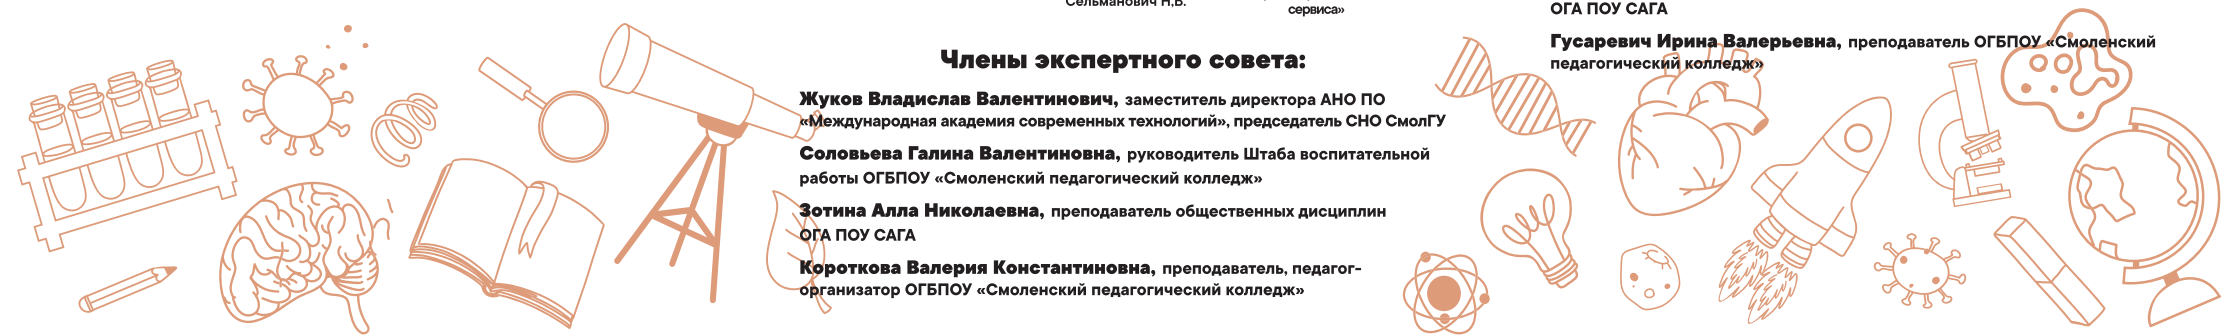 Сельманович Н,В.
сервиса»
Члены экспертного совета:
Жуков Владислав Валентинович, заместитель директора АНО ПО
«Международная академия современных технологий», председатель СНО СмолГУ
Соловьева Галина Валентиновна, руководитель Штаба воспитательной
работы ОГБПОУ «Смоленский педагогический колледж»
Зотина Алла Николаевна, преподаватель общественных дисциплин
ОГА ПОУ САГА
Короткова Валерия Константиновна, преподаватель, педагог-
организатор ОГБПОУ «Смоленский педагогический колледж»
ОГА ПОУ САГА
Гусаревич Ирина Валерьевна, преподаватель ОГБПОУ «Смоленский
педагогический колледж»